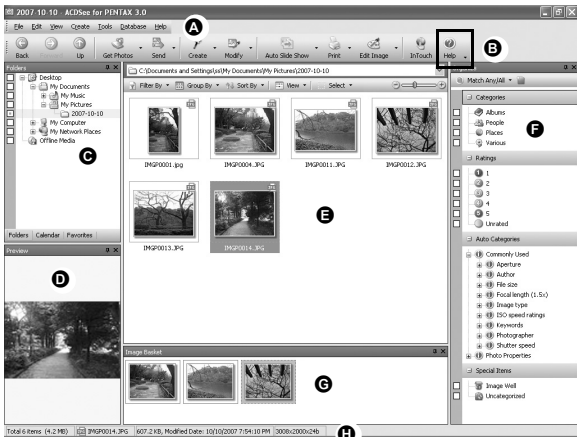 2007-10-10 - ACDSee for PENTAX 3.0
File Edit View Create Tools Database Help
A
Back Up Get Photos Send Create Modify Auto Slide Show Print Edit Image InTouch Help
B
Folders
Desktop
My Documents
My Music
My Pictures
2007-10-10
My Computer
My Network Places
Offline Media
C
Folders Calendar Favorites
Preview
D
C:\Documents and Settings\ss\My Documents\My Pictures\2007-10-10
Filter By Group By Sort By View Select
IMGP0001.jpg IMGP0004.JPG IMGP0011.JPG IMGP0012.JPG
IMGP0013.JPG IMGP0014.JPG
E
Image Basket
G
Match Any/All
Categories
Albums
People
Places
Various
F
Ratings
1
2
3
4
5
Unrated
Auto Categories
Commonly Used
Aperture
Author
File size
Focal length (1.5x)
Image type
ISO speed ratings
Keywords
Photographer
Shutter speed
Photo Properties
Special Items
Image Well
Uncategorized
Total 6 items (4.2 MB) IMGP0014.JPG 607.2 KB, Modified Date: 10/10/2007 7:54:10 PM 3008x2000x24b
H